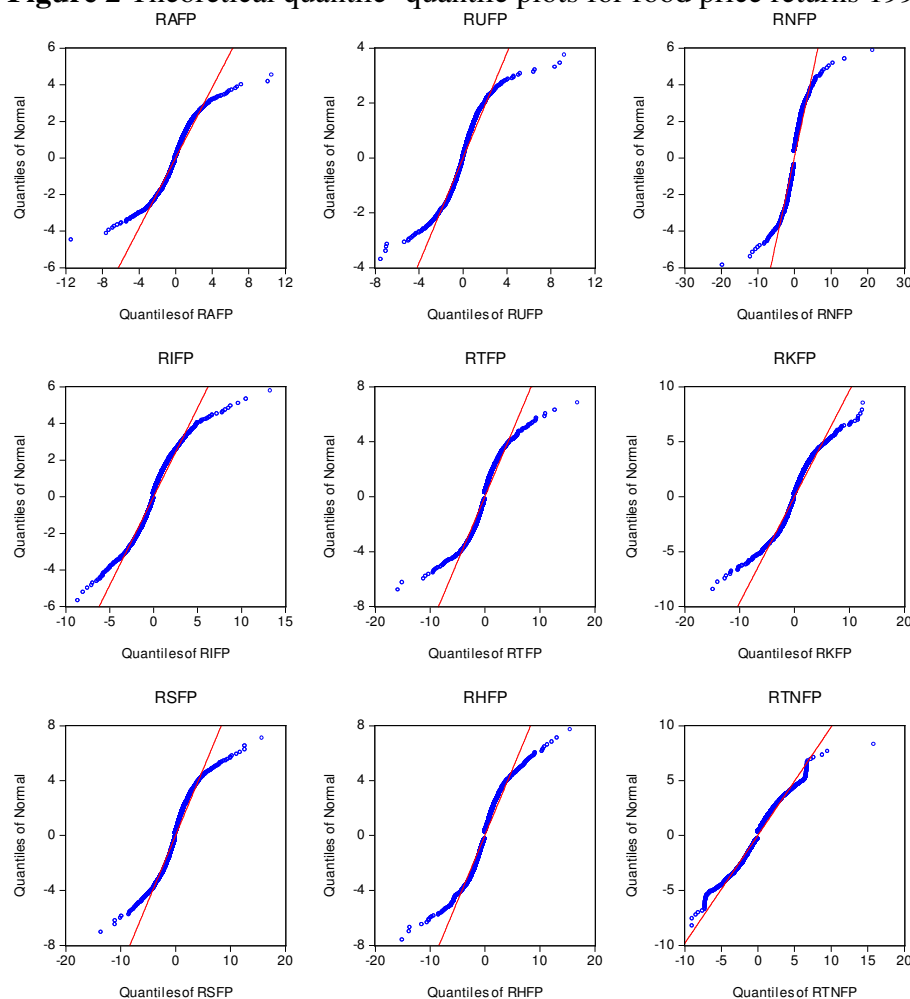 Figure 2 Theoretical quantile- quantile plots for food price returns 199
RAFP RUFP RNFP
6 4 6
4 4
2 2
2
0 0 0
-2
-2 -2
-4 -4
-6 -4 -6
-12 -8 -4 0 4 8 12 -8 -4 0 4 8 12 -30 -20 -10 0 10 20 30
Quantiles of Normal Quantiles of Normal Quantiles of Normal
Quantiles of RAFP Quantiles of RUFP Quantiles of RNFP
RIFP RTFP RKFP
6 8 10
4
4 5
2
0 0 0
-2
-4 -5
-4
-6 -8 -10
-10 -5 0 5 10 15 -20 -10 0 10 20 -20 -10 0 10 20
Quantiles of Normal Quantiles of Normal Quantiles of Normal
Quantiles of RIFP Quantiles of RTFP Quantiles of RKFP
RSFP RHFP RTNFP
8 8 10
4 4 5
0 0 0
-4 -4 -5
-8 -8 -10
-20 -10 0 10 20 -20 -10 0 10 20 -10 -5 0 5 10 15 20
Quantiles of Normal Quantiles of Normal Quantiles of Normal
Quantiles of RSFP Quantiles of RHFP Quantiles of RTNFP